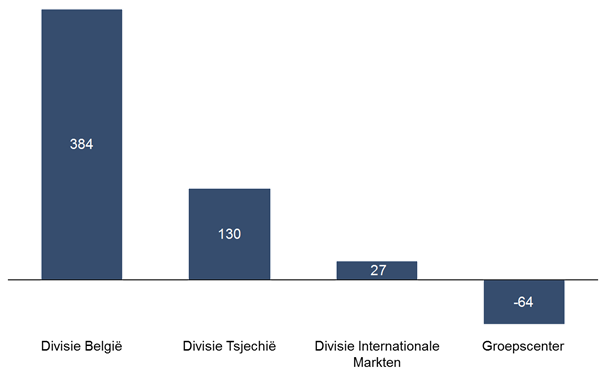 384
130
27
-64
Divisie België
Divisie Tsjechië
Divisie Internationale
Markten
Groepscenter